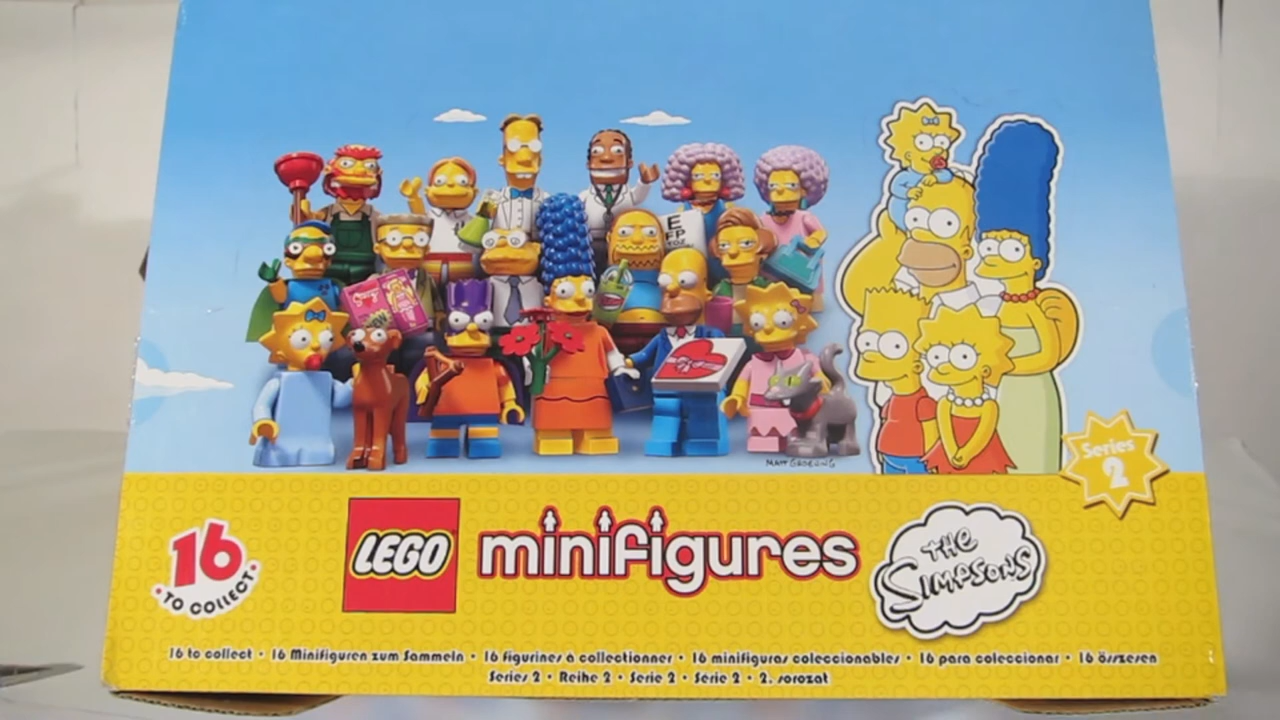 E
FP
TOZ
MATT GROENING
Series
2
16
• TO COLLECT •
LEGO minifigures
THE
SIMPSONS
16 to collect • 16 Minifiguren zum Sammeln • 16 figurines à collectionner • 16 minifiguras coleccionables • 16 para coleccionar • 16 összesen
Series 2 • Reihe 2 • Serie 2 • Série 2 • 2. sorozat